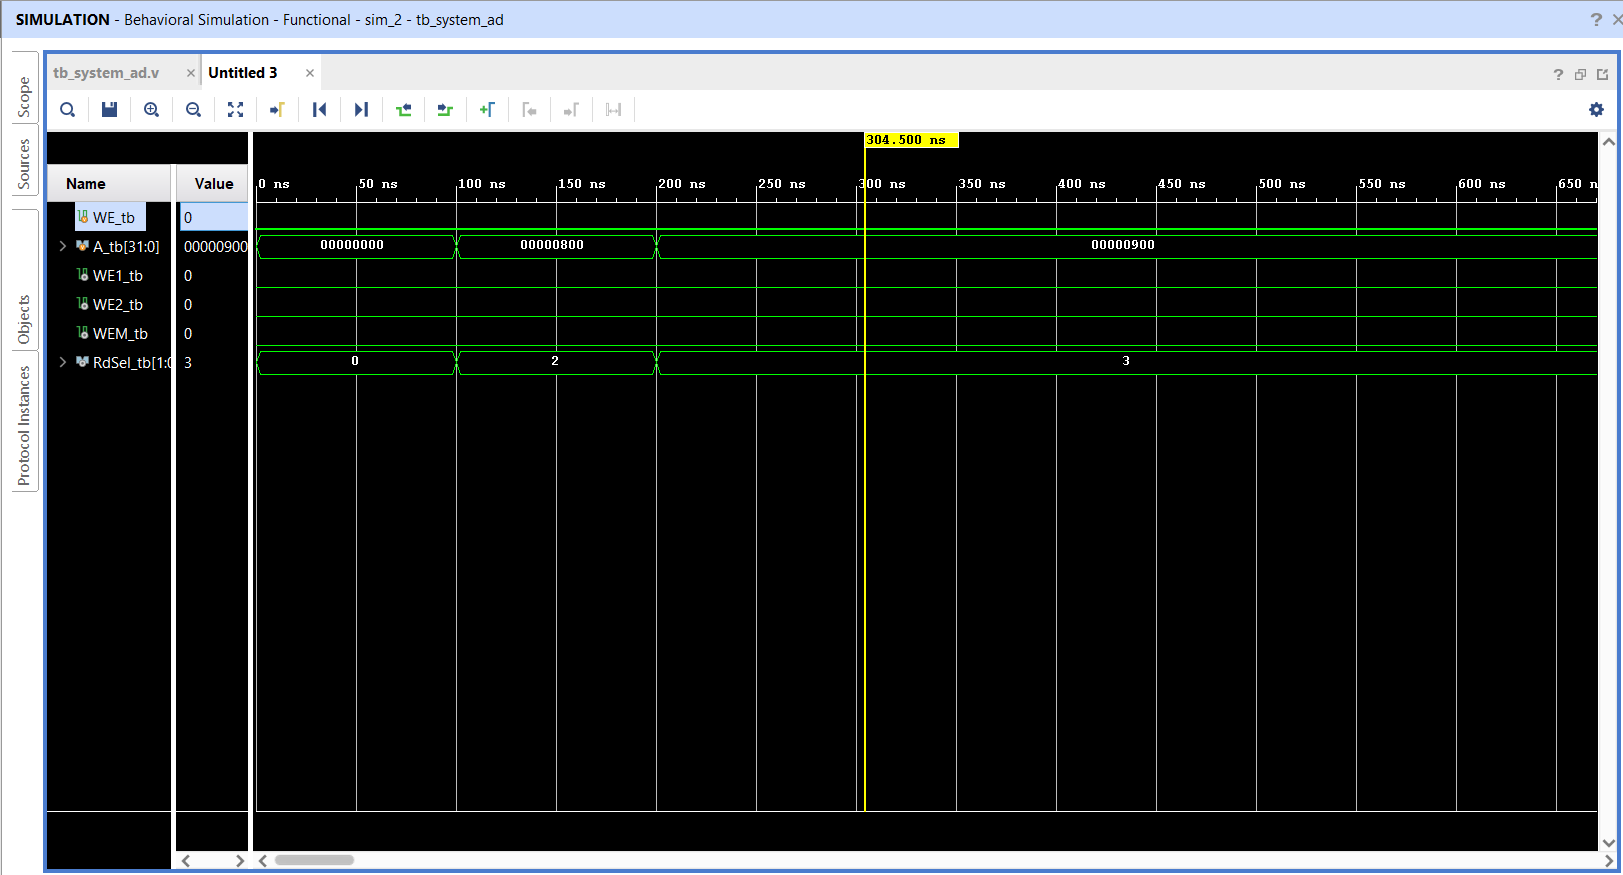 SIMULATION - Behavioral Simulation - Functional - sim_2 - tb_system_ad
? ×
Scope
Sources
Objects
Protocol Instances
tb_system_ad.v × Untitled 3 ×
?
304.500 ns
Name Value 0 ns 50 ns 100 ns 150 ns 200 ns 250 ns 300 ns 350 ns 400 ns 450 ns 500 ns 550 ns 600 ns 650 n
WE_tb 0
A_tb[31:0] 00000900 00000000 00000800 00000900
WE1_tb 0
WE2_tb 0
WEM_tb 0
RdSel_tb[1:0 3 0 2 3